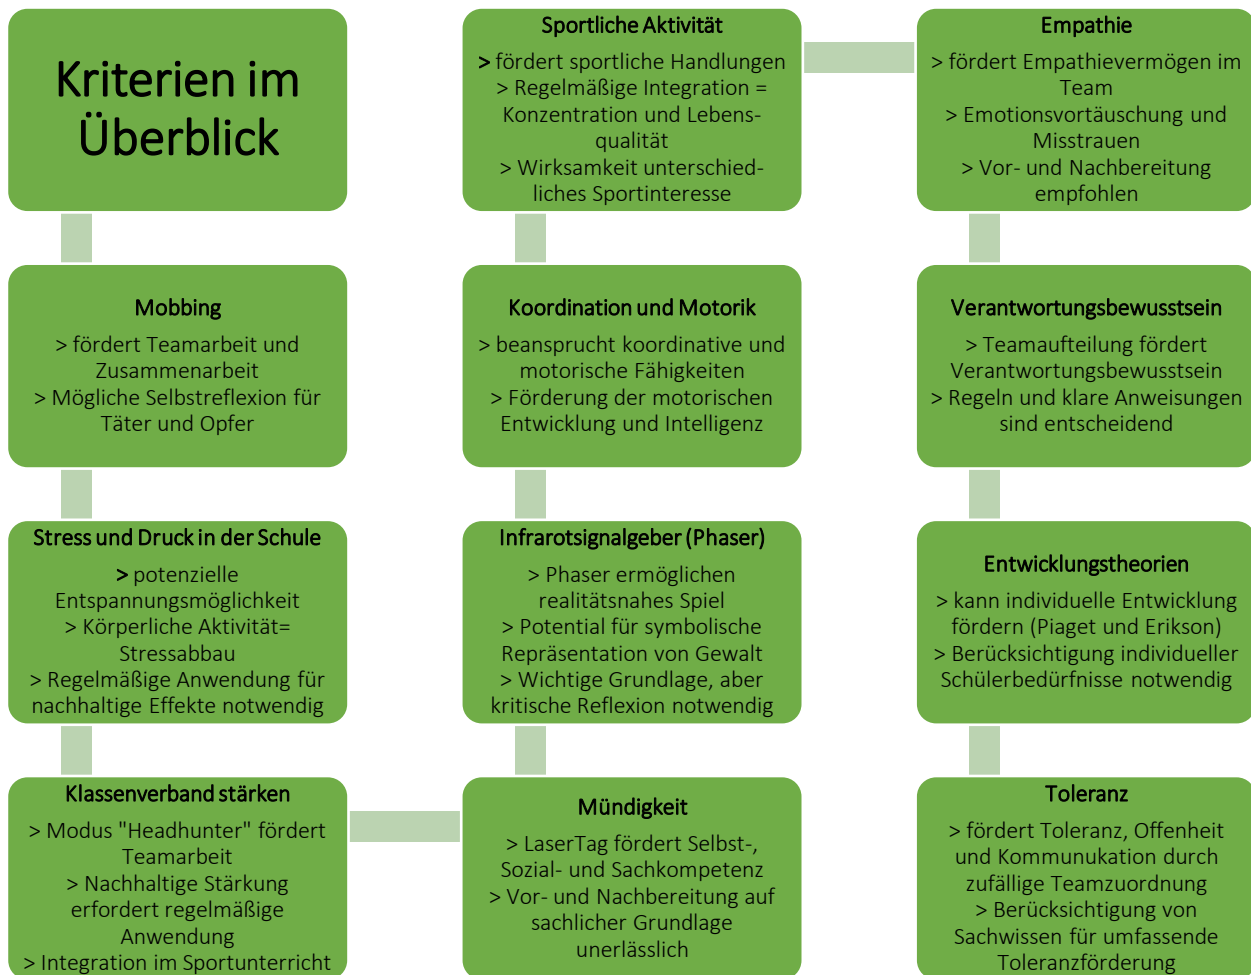 Kriterien im
Überblick
Mobbing
> fördert Teamarbeit und
Zusammenarbeit
> Mögliche Selbstreflexion für
Täter und Opfer
Stress und Druck in der Schule
> potenzielle
Entspannungsmöglichkeit
> Körperliche Aktivität=
Stressabbau
> Regelmäßige Anwendung für
nachhaltige Effekte notwendig
Klassenverband stärken
> Modus "Headhunter" fördert
Teamarbeit
> Nachhaltige Stärkung
erfordert regelmäßige
Anwendung
> Integration im Sportunterricht
Mündigkeit
> LaserTag fördert Selbst-,
Sozial- und Sachkompetenz
> Vor- und Nachbereitung auf
sachlicher Grundlage
unerlässlich
Infrarotsignalgeber (Phaser)
> Phaser ermöglichen
realitätsnahes Spiel
> Potential für symbolische
Repräsentation von Gewalt
> Wichtige Grundlage, aber
kritische Reflexion notwendig
Koordination und Motorik
> beansprucht koordinative und
motorische Fähigkeiten
> Förderung der motorischen
Entwicklung und Intelligenz
Sportliche Aktivität
> fördert sportliche Handlungen
> Regelmäßige Integration =
Konzentration und Lebens-
qualität
> Wirksamkeit unterschied-
liches Sportinteresse
Empathie
> fördert Empathievermögen im
Team
> Emotionsvortäuschung und
Misstrauen
> Vor- und Nachbereitung
empfohlen
Verantwortungsbewusstsein
> Teamaufteilung fördert
Verantwortungsbewusstsein
> Regeln und klare Anweisungen
sind entscheidend
Entwicklungstheorien
> kann individuelle Entwicklung
fördern (Piaget und Erikson)
> Berücksichtigung individueller
Schülerbedürfnisse notwendig
Toleranz
> fördert Toleranz, Offenheit
und Kommunukation durch
zufällige Teamzuordnung
> Berücksichtigung von
Sachwissen für umfassende
Toleranzförderung